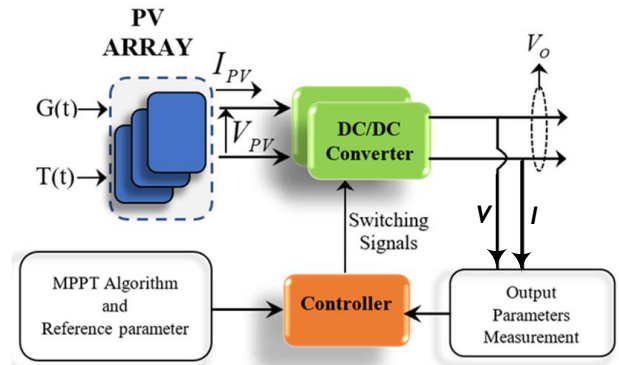 PV
ARRAY
I_PV
V_o
G(t)
V_PV
DC/DC
Converter
T(t)
Switching
Signals
V
I
MPPT Algorithm
and
Reference parameter
Controller
Output
Parameters
Measurement